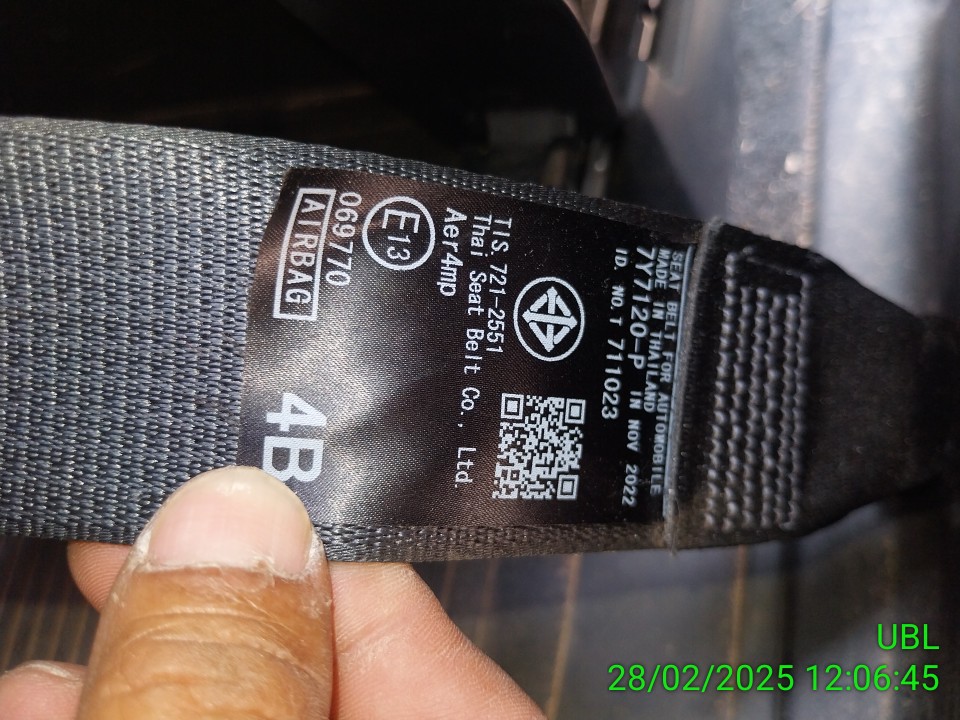 SEAT BELT FOR AUTOMOBILE
MADE IN THAILAND
7Y7120-P IN NOV 2022
ID. NO. T 711023
TIS.721-2551
Thai Seat Belt Co., Ltd.
Aer4mp
E13
069770
AIRBAG
4B
UBL
28/02/2025 12:06:45